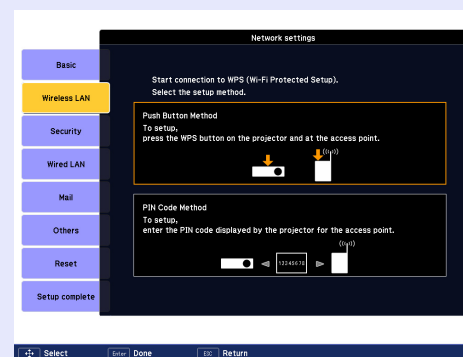 Network settings
Basic
Wireless LAN
Security
Wired LAN
Mail
Others
Reset
Setup complete
Start connection to WPS (Wi-Fi Protected Setup).
Select the setup method.
Push Button Method
To setup,
press the WPS button on the projector and at the access point.
PIN Code Method
To setup,
enter the PIN code displayed by the projector for the access point.
12345678
Select Enter Done ESC Return